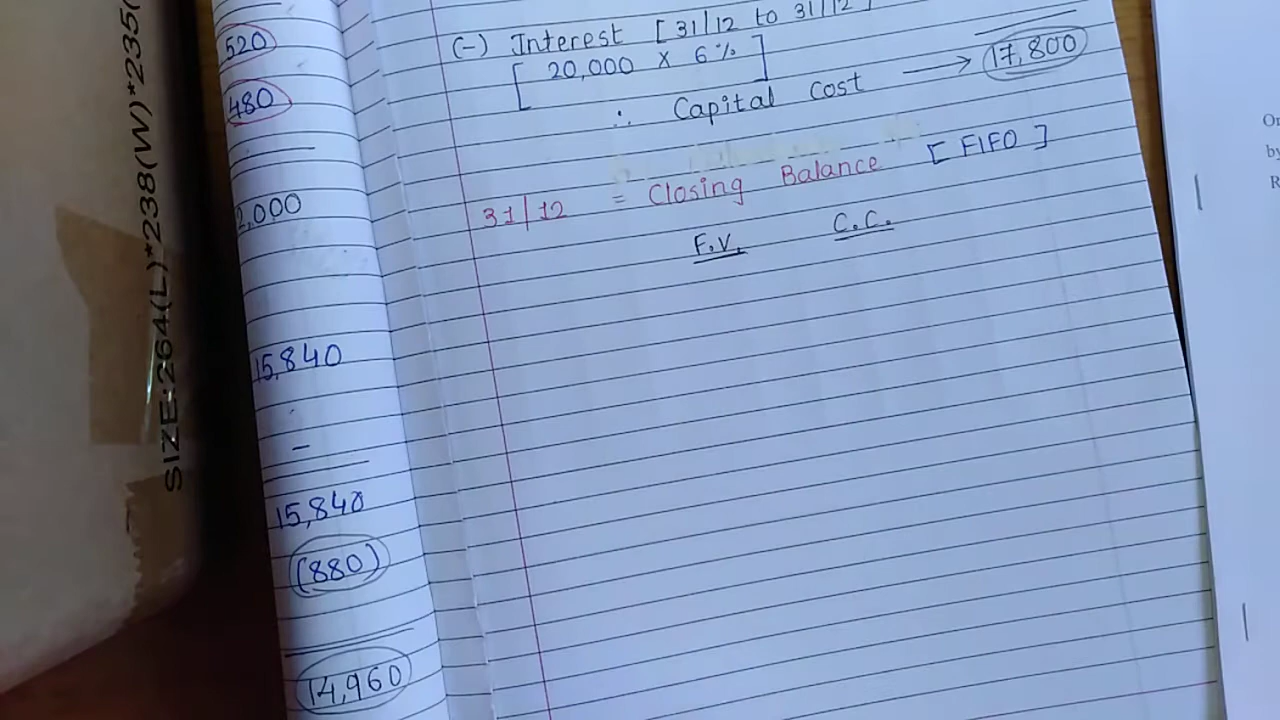 520
480
2,000
15,840
-
15,840
(880)
14,960
(-) Interest [31/12 to 31/12]
[20,000 x 6%]
∴ Capital cost → 17,800
31/12 = Closing Balance [FIFO]
F.V. C.C.
SIZE:264(L)*238(W)*235(